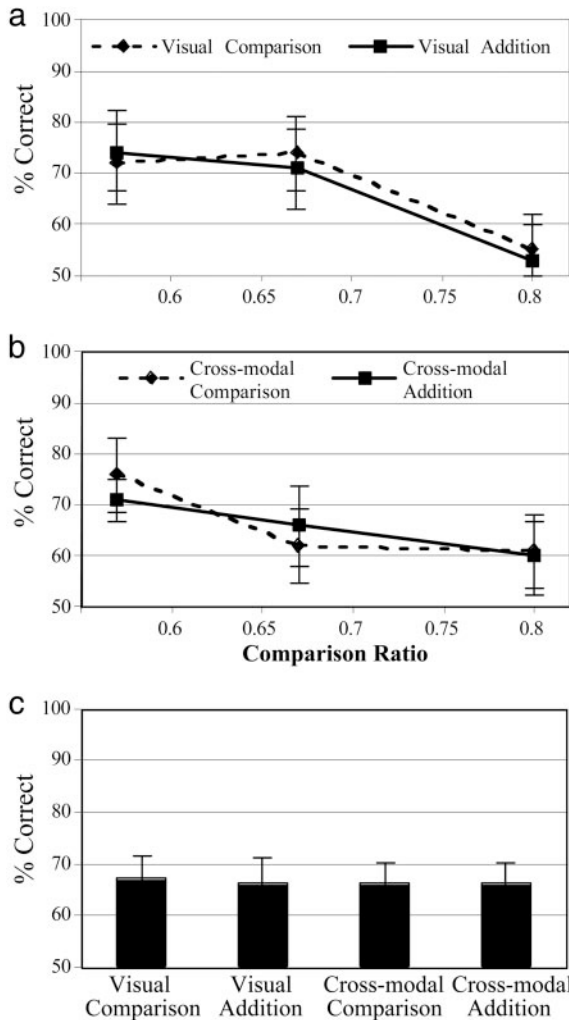 a
100
90
80
70
60
50
% Correct
Visual Comparison Visual Addition
0.6 0.65 0.7 0.75 0.8
b
100
90
80
70
60
50
% Correct
Cross-modal Comparison
Cross-modal Addition
0.6 0.65 0.7 0.75 0.8
Comparison Ratio
c
100
90
80
70
60
50
% Correct
Visual Comparison
Visual Addition
Cross-modal Comparison
Cross-modal Addition